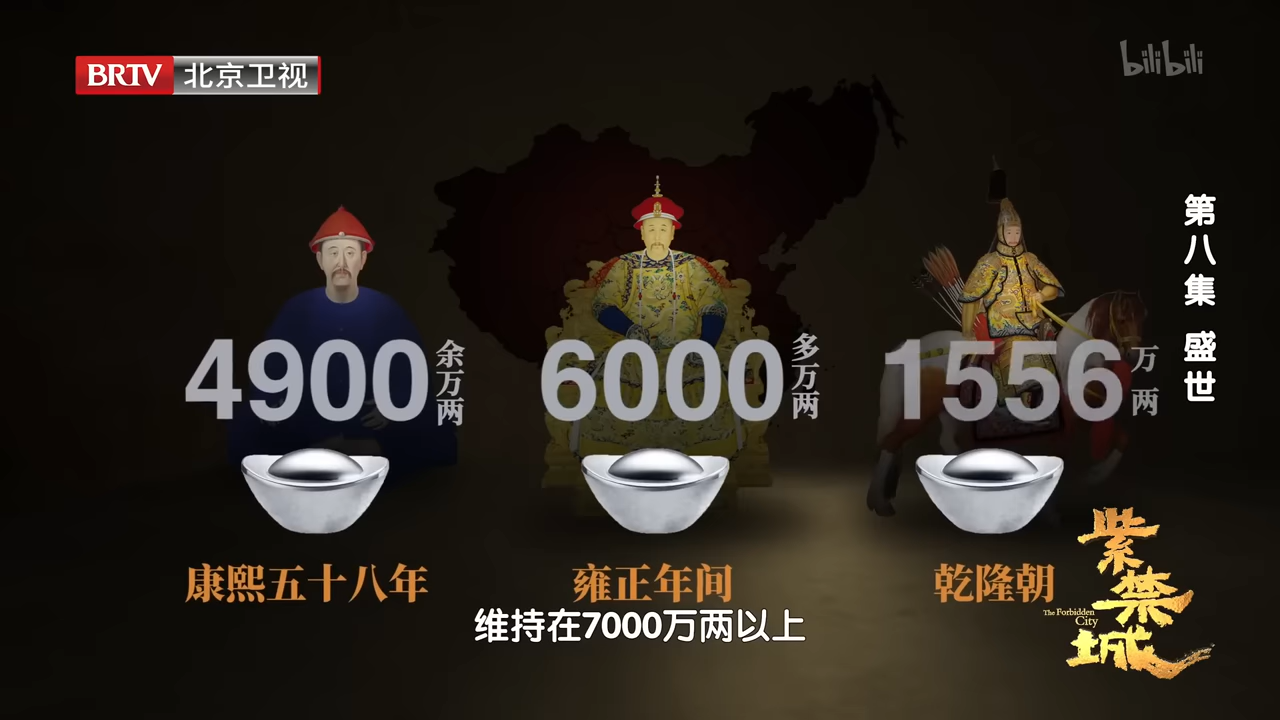 BRTV 北京卫视
bilibili
第八集 盛世
4900余万两
6000多万两
1556万两
康熙五十八年
雍正年间
乾隆朝
维持在7000万两以上
紫禁城
The Forbidden
City